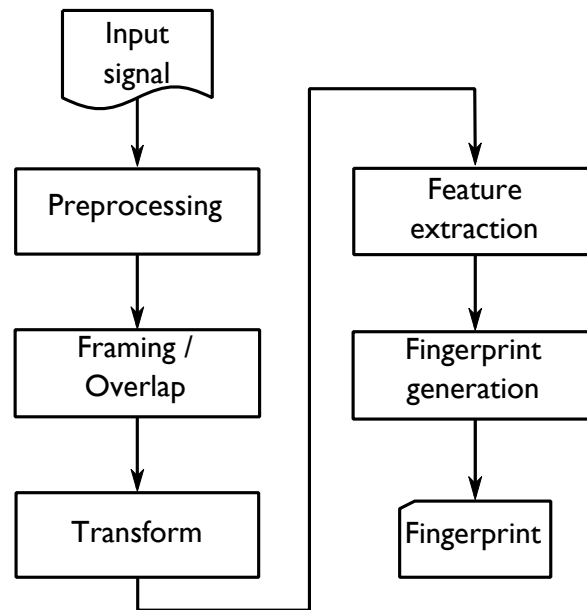 Input
signal
Preprocessing
Framing /
Overlap
Transform
Feature
extraction
Fingerprint
generation
Fingerprint